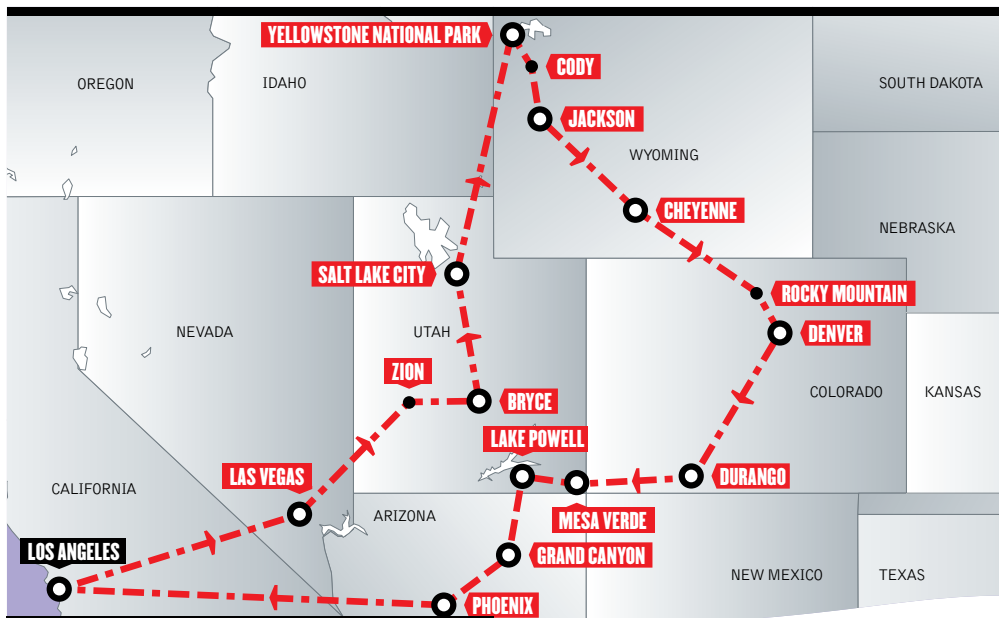 YELLOWSTONE NATIONAL PARK
CODY
OREGON
IDAHO
SOUTH DAKOTA
JACKSON
WYOMING
CHEYENNE
NEBRASKA
SALT LAKE CITY
ROCKY MOUNTAIN
NEVADA
UTAH
DENVER
ZION
COLORADO
KANSAS
BRYCE
LAKE POWELL
LAS VEGAS
DURANGO
CALIFORNIA
ARIZONA
MESA VERDE
LOS ANGELES
GRAND CANYON
NEW MEXICO
TEXAS
PHOENIX